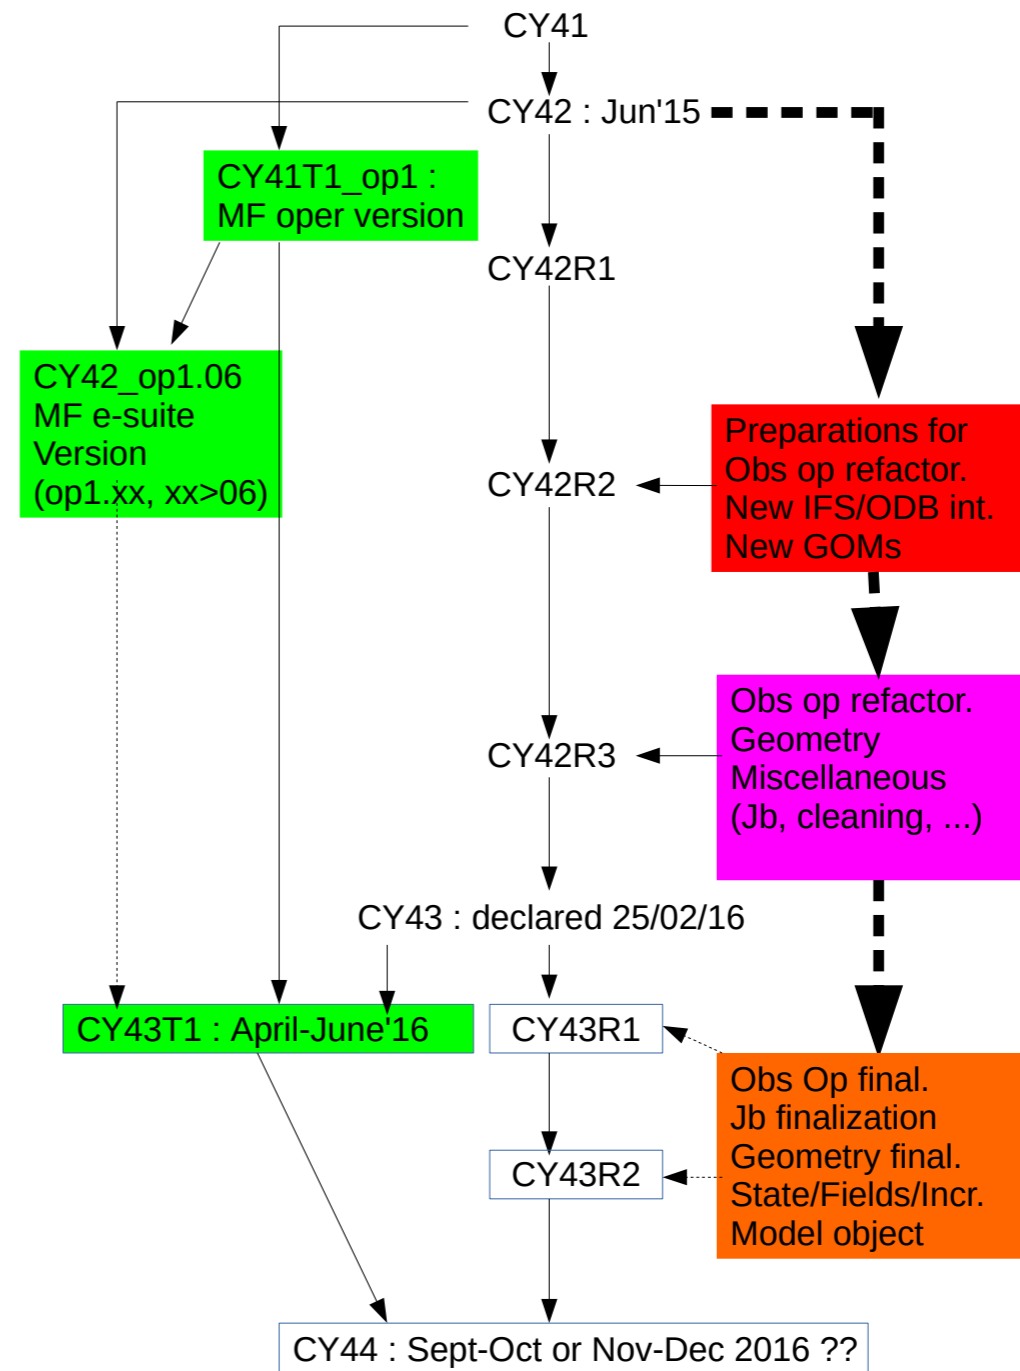 CY41
CY42 : Jun'15
CY41T1_op1 :
MF oper version
CY42R1
CY42_op1.06
MF e-suite
Version
(op1.xx, xx>06)
CY42R2
Preparations for
Obs op refactor.
New IFS/ODB int.
New GOMs
CY42R3
Obs op refactor.
Geometry
Miscellaneous
(Jb, cleaning, ...)
CY43 : declared 25/02/16
CY43T1 : April-June'16
CY43R1
Obs Op final.
Jb finalization
Geometry final.
State/Fields/Incr.
Model object
CY43R2
CY44 : Sept-Oct or Nov-Dec 2016 ??